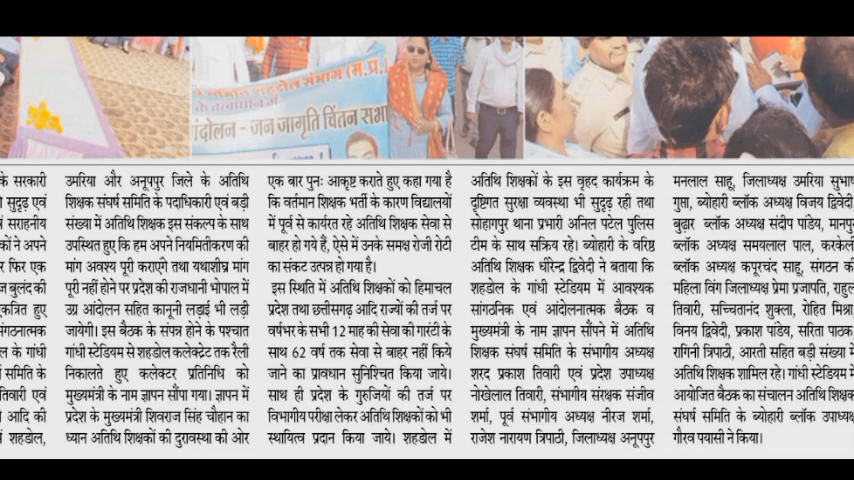 शहडोल संभाग (म.प्र.)
के तत्वाधान में
आंदोलन - जन जागृति चिंतन सभा
के सरकारी
सुदृढ़ एवं
सराहनीय
कों ने अपने
र फिर एक
ज बुलंद की
कत्रित हुए
संगठनात्मक
ल के गांधी
समिति के
तिवारी एवं
आदि की
में शहडोल,
उमरिया और अनूपपुर जिले के अतिथि
शिक्षक संघर्ष समिति के पदाधिकारी एवं बड़ी
संख्या में अतिथि शिक्षक इस संकल्प के साथ
उपस्थित हुए कि हम अपने नियमितीकरण की
मांग अवश्य पूरी कराएंगे तथा यथाशीघ्र मांग
पूरी नहीं होने पर प्रदेश की राजधानी भोपाल में
उग्र आंदोलन सहित कानूनी लड़ाई भी लड़ी
जायेगी। इस बैठक के संपन्न होने के पश्चात
गांधी स्टेडियम से शहडोल कलेक्ट्रेट तक रैली
निकालते हुए कलेक्टर प्रतिनिधि को
मुख्यमंत्री के नाम ज्ञापन सौंपा गया। ज्ञापन में
प्रदेश के मुख्यमंत्री शिवराज सिंह चौहान का
ध्यान अतिथि शिक्षकों की दुरावस्था की ओर
एक बार पुनः आकृष्ट कराते हुए कहा गया है
कि वर्तमान शिक्षक भर्ती के कारण विद्यालयों
में पूर्व से कार्यरत रहे अतिथि शिक्षक सेवा से
बाहर हो गये हैं, ऐसे में उनके समक्ष रोजी रोटी
का संकट उत्पन्न हो गया है।
इस स्थिति में अतिथि शिक्षकों को हिमाचल
प्रदेश तथा छत्तीसगढ़ आदि राज्यों की तर्ज पर
वर्षभर के सभी 12 माह की सेवा की गारंटी के
साथ 62 वर्ष तक सेवा से बाहर नहीं किये
जाने का प्रावधान सुनिश्चित किया जाये।
साथ ही प्रदेश के गुरुजियों की तर्ज पर
विभागीय परीक्षा लेकर अतिथि शिक्षकों को भी
स्थायित्व प्रदान किया जाये। शहडोल में
अतिथि शिक्षकों के इस वृहद कार्यक्रम के
दृष्टिगत सुरक्षा व्यवस्था भी सुदृढ़ रही तथा
सोहागपुर थाना प्रभारी अनिल पटेल पुलिस
टीम के साथ सक्रिय रहे। ब्योहारी के वरिष्ठ
अतिथि शिक्षक धीरेन्द्र द्विवेदी ने बताया कि
शहडोल के गांधी स्टेडियम में आवश्यक
सांगठनिक एवं आंदोलनात्मक बैठक व
मुख्यमंत्री के नाम ज्ञापन सौंपने में अतिथि
शिक्षक संघर्ष समिति के संभागीय अध्यक्ष
शरद प्रकाश तिवारी एवं प्रदेश उपाध्यक्ष
नोखेलाल तिवारी, संभागीय संरक्षक संजीव
शर्मा, पूर्व संभागीय अध्यक्ष नीरज शर्मा,
राजेश नारायण त्रिपाठी, जिलाध्यक्ष अनूपपुर
मनलाल साहू, जिलाध्यक्ष उमरिया सुभाष
गुप्ता, ब्योहारी ब्लॉक अध्यक्ष विजय द्विवेदी
बुढ़ार ब्लॉक अध्यक्ष संदीप पांडेय, मानपु
ब्लॉक अध्यक्ष समयलाल पाल, करकेली
ब्लॉक अध्यक्ष कपूरचंद साहू, संगठन की
महिला विंग जिलाध्यक्ष प्रेमा प्रजापति, राहुल
तिवारी, सच्चितानंद शुक्ला, रोहित मिश्रा
विनय द्विवेदी, प्रकाश पांडेय, सरिता पाठक,
रागिनी त्रिपाठी, आरती सहित बड़ी संख्या में
अतिथि शिक्षक शामिल रहे। गांधी स्टेडियम में
आयोजित बैठक का संचालन अतिथि शिक्षक
संघर्ष समिति के ब्योहारी ब्लॉक उपाध्यक्ष
गौरव पयासी ने किया।